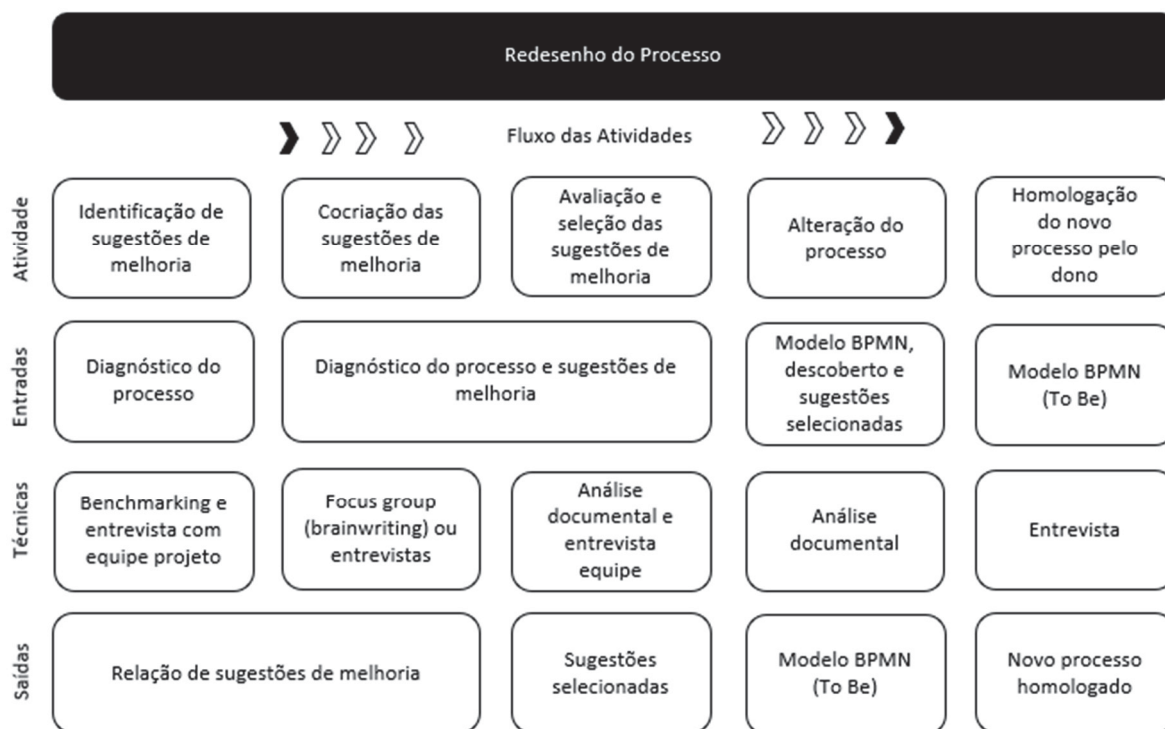 Redesenho do Processo
Fluxo das Atividades
Atividade
Identificação de
sugestões de
melhoria
Cocriação das
sugestões de
melhoria
Avaliação e
seleção das
sugestões de
melhoria
Alteração do
processo
Homologação
do novo
processo pelo
dono
Entradas
Diagnóstico do
processo
Diagnóstico do processo e sugestões de
melhoria
Modelo BPMN,
descoberto e
sugestões
selecionadas
Modelo BPMN
(To Be)
Técnicas
Benchmarking e
entrevista com
equipe projeto
Focus group
(brainwriting) ou
entrevistas
Análise
documental e
entrevista
equipe
Análise
documental
Entrevista
Saídas
Relação de sugestões de melhoria
Sugestões
selecionadas
Modelo BPMN
(To Be)
Novo processo
homologado